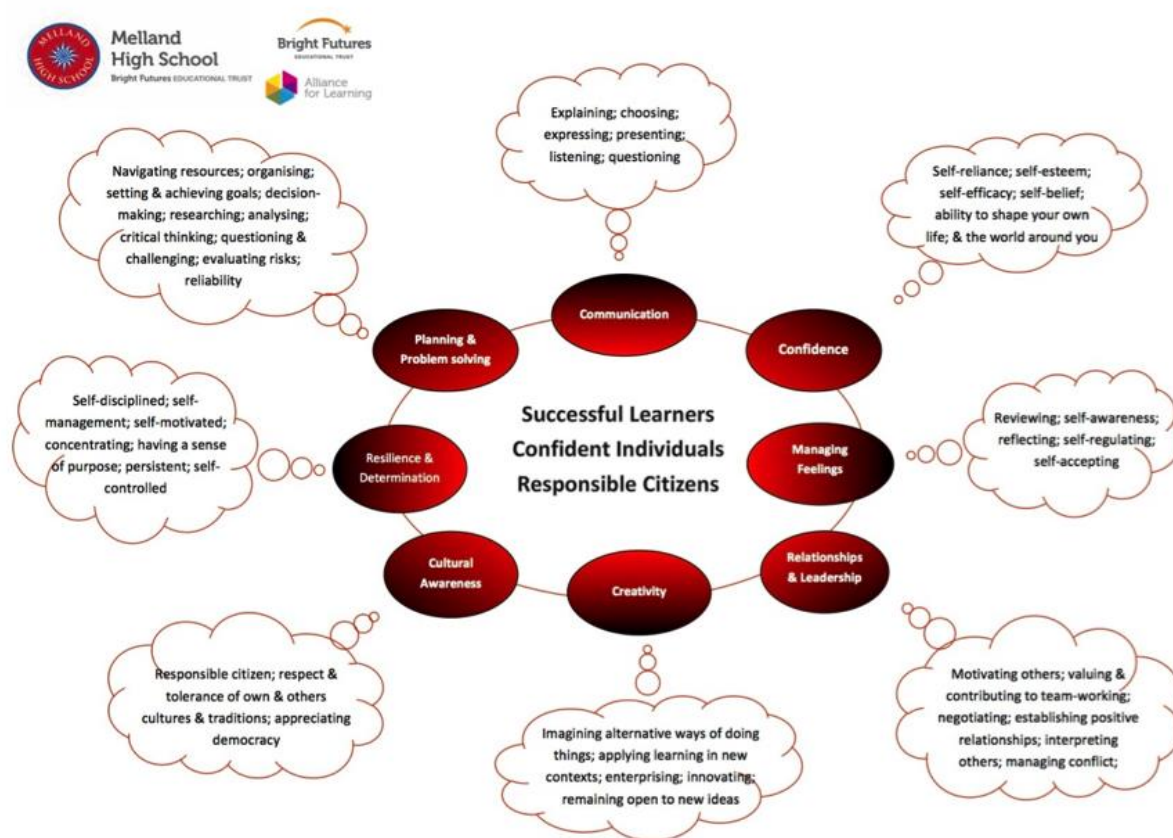 MELLAND
HIGH SCHOOL
Melland
High School
Bright Futures EDUCATIONAL TRUST
Bright Futures
EDUCATIONAL TRUST
Alliance
for Learning
Explaining; choosing;
expressing; presenting;
listening; questioning
Navigating resources; organising;
setting & achieving goals; decision-
making; researching; analysing;
critical thinking; questioning &
challenging; evaluating risks;
reliability
Self-reliance; self-esteem;
self-efficacy; self-belief;
ability to shape your own
life; & the world around you
Communication
Planning &
Problem solving
Confidence
Self-disciplined; self-
management; self-motivated;
concentrating; having a sense
of purpose; persistent; self-
controlled
Resilience &
Determination
Successful Learners
Confident Individuals
Responsible Citizens
Managing
Feelings
Reviewing; self-awareness;
reflecting; self-regulating;
self-accepting
Cultural
Awareness
Creativity
Relationships
& Leadership
Responsible citizen; respect &
tolerance of own & others
cultures & traditions; appreciating
democracy
Imagining alternative ways of doing
things; applying learning in new
contexts; enterprising; innovating;
remaining open to new ideas
Motivating others; valuing &
contributing to team-working;
negotiating; establishing positive
relationships; interpreting
others; managing conflict;